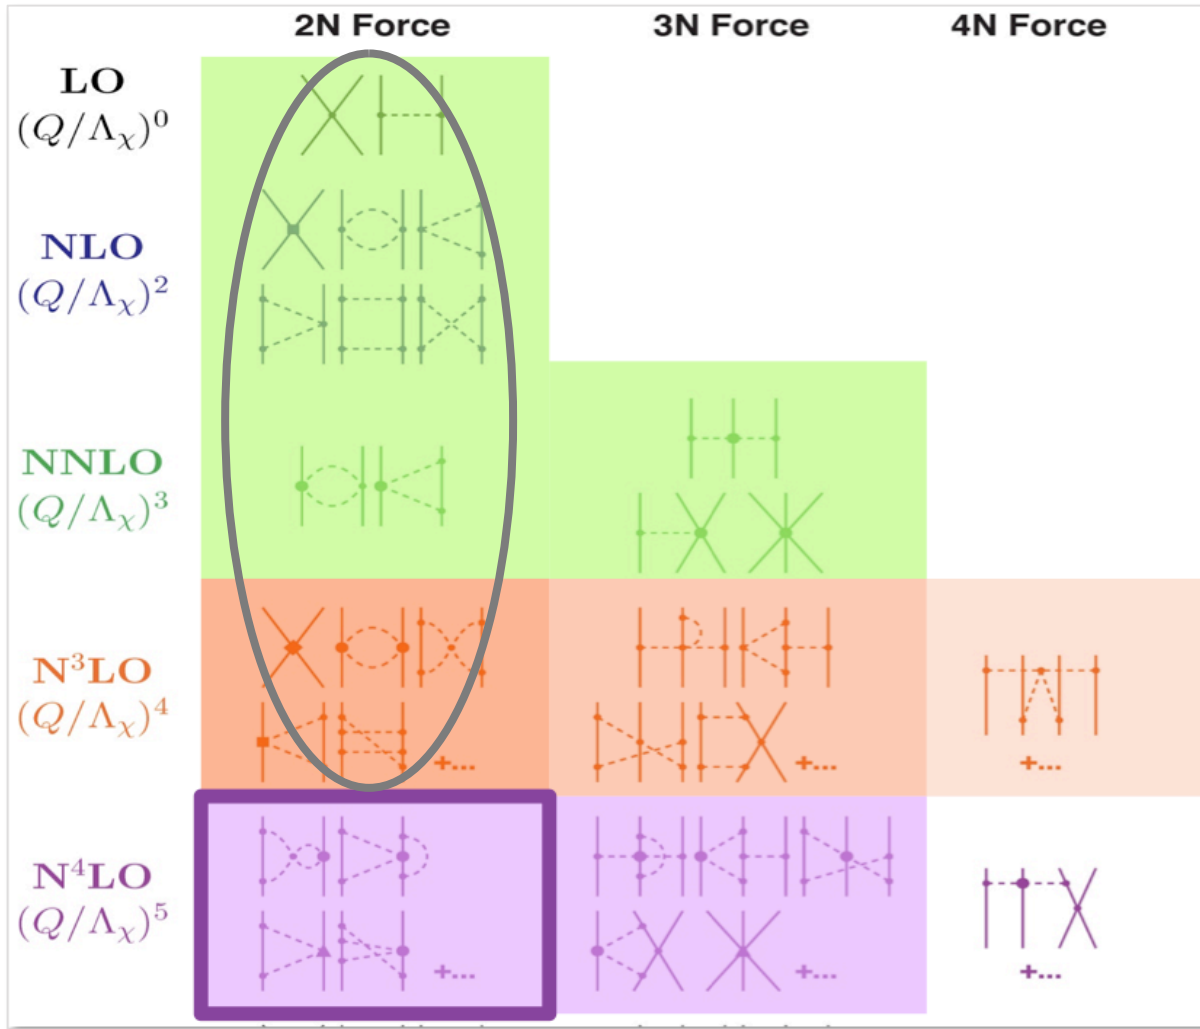 2N Force 3N Force 4N Force
LO
(Q/Λχ)⁰
NLO
(Q/Λχ)²
NNLO
(Q/Λχ)³
N³LO
(Q/Λχ)⁴
+... +... +...
N⁴LO
(Q/Λχ)⁵
+... +... +...